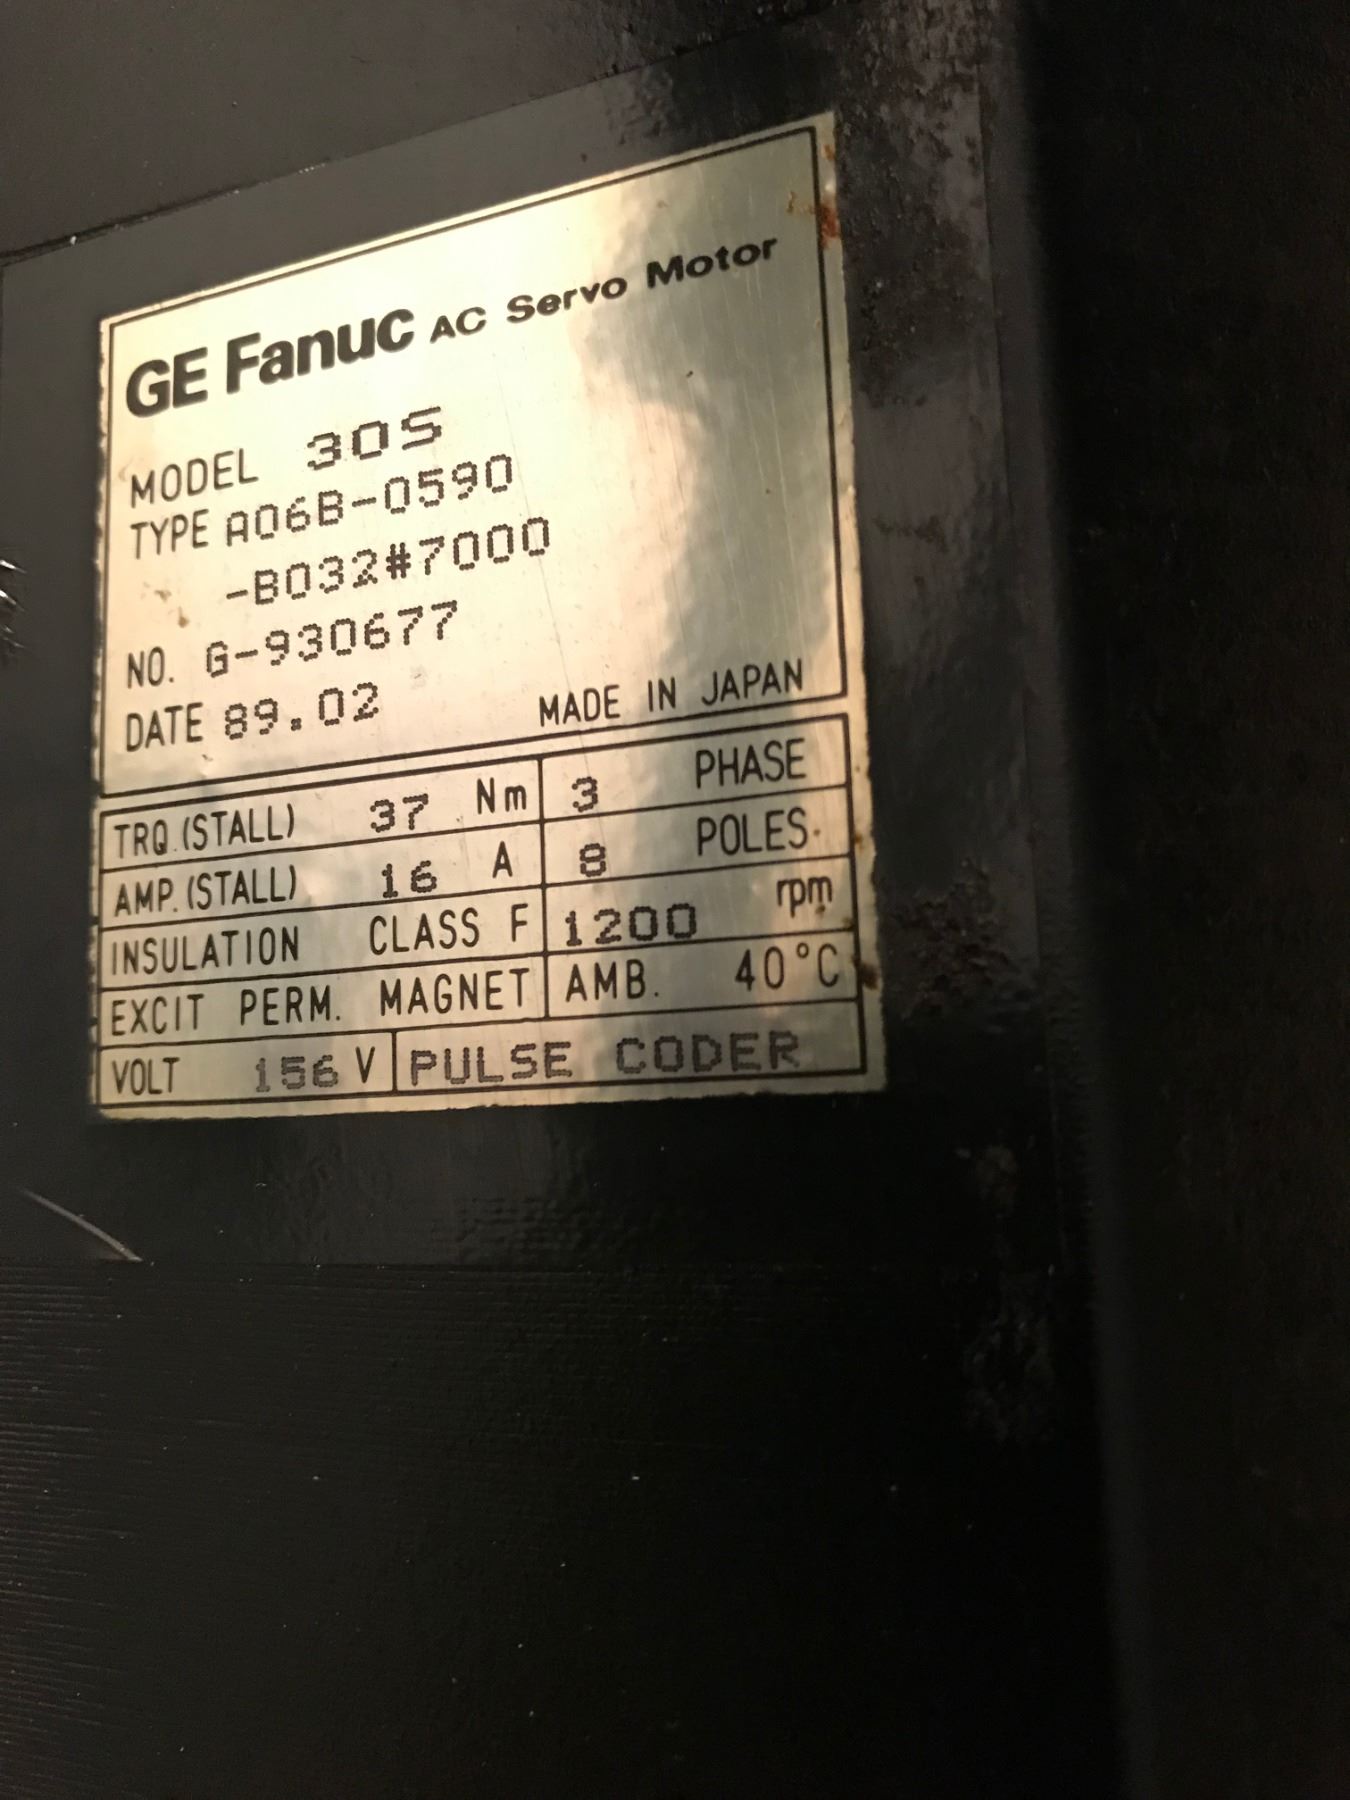 GE Fanuc AC Servo Motor
MODEL 30S
TYPE A06B-0590
-B032#7000
NO. G-930677
DATE 89.02 MADE IN JAPAN
TRQ.(STALL) 37 Nm 3 PHASE
AMP.(STALL) 16 A 8 POLES
INSULATION CLASS F 1200 rpm
EXCIT PERM. MAGNET AMB. 40°C
VOLT 156 V PULSE CODER